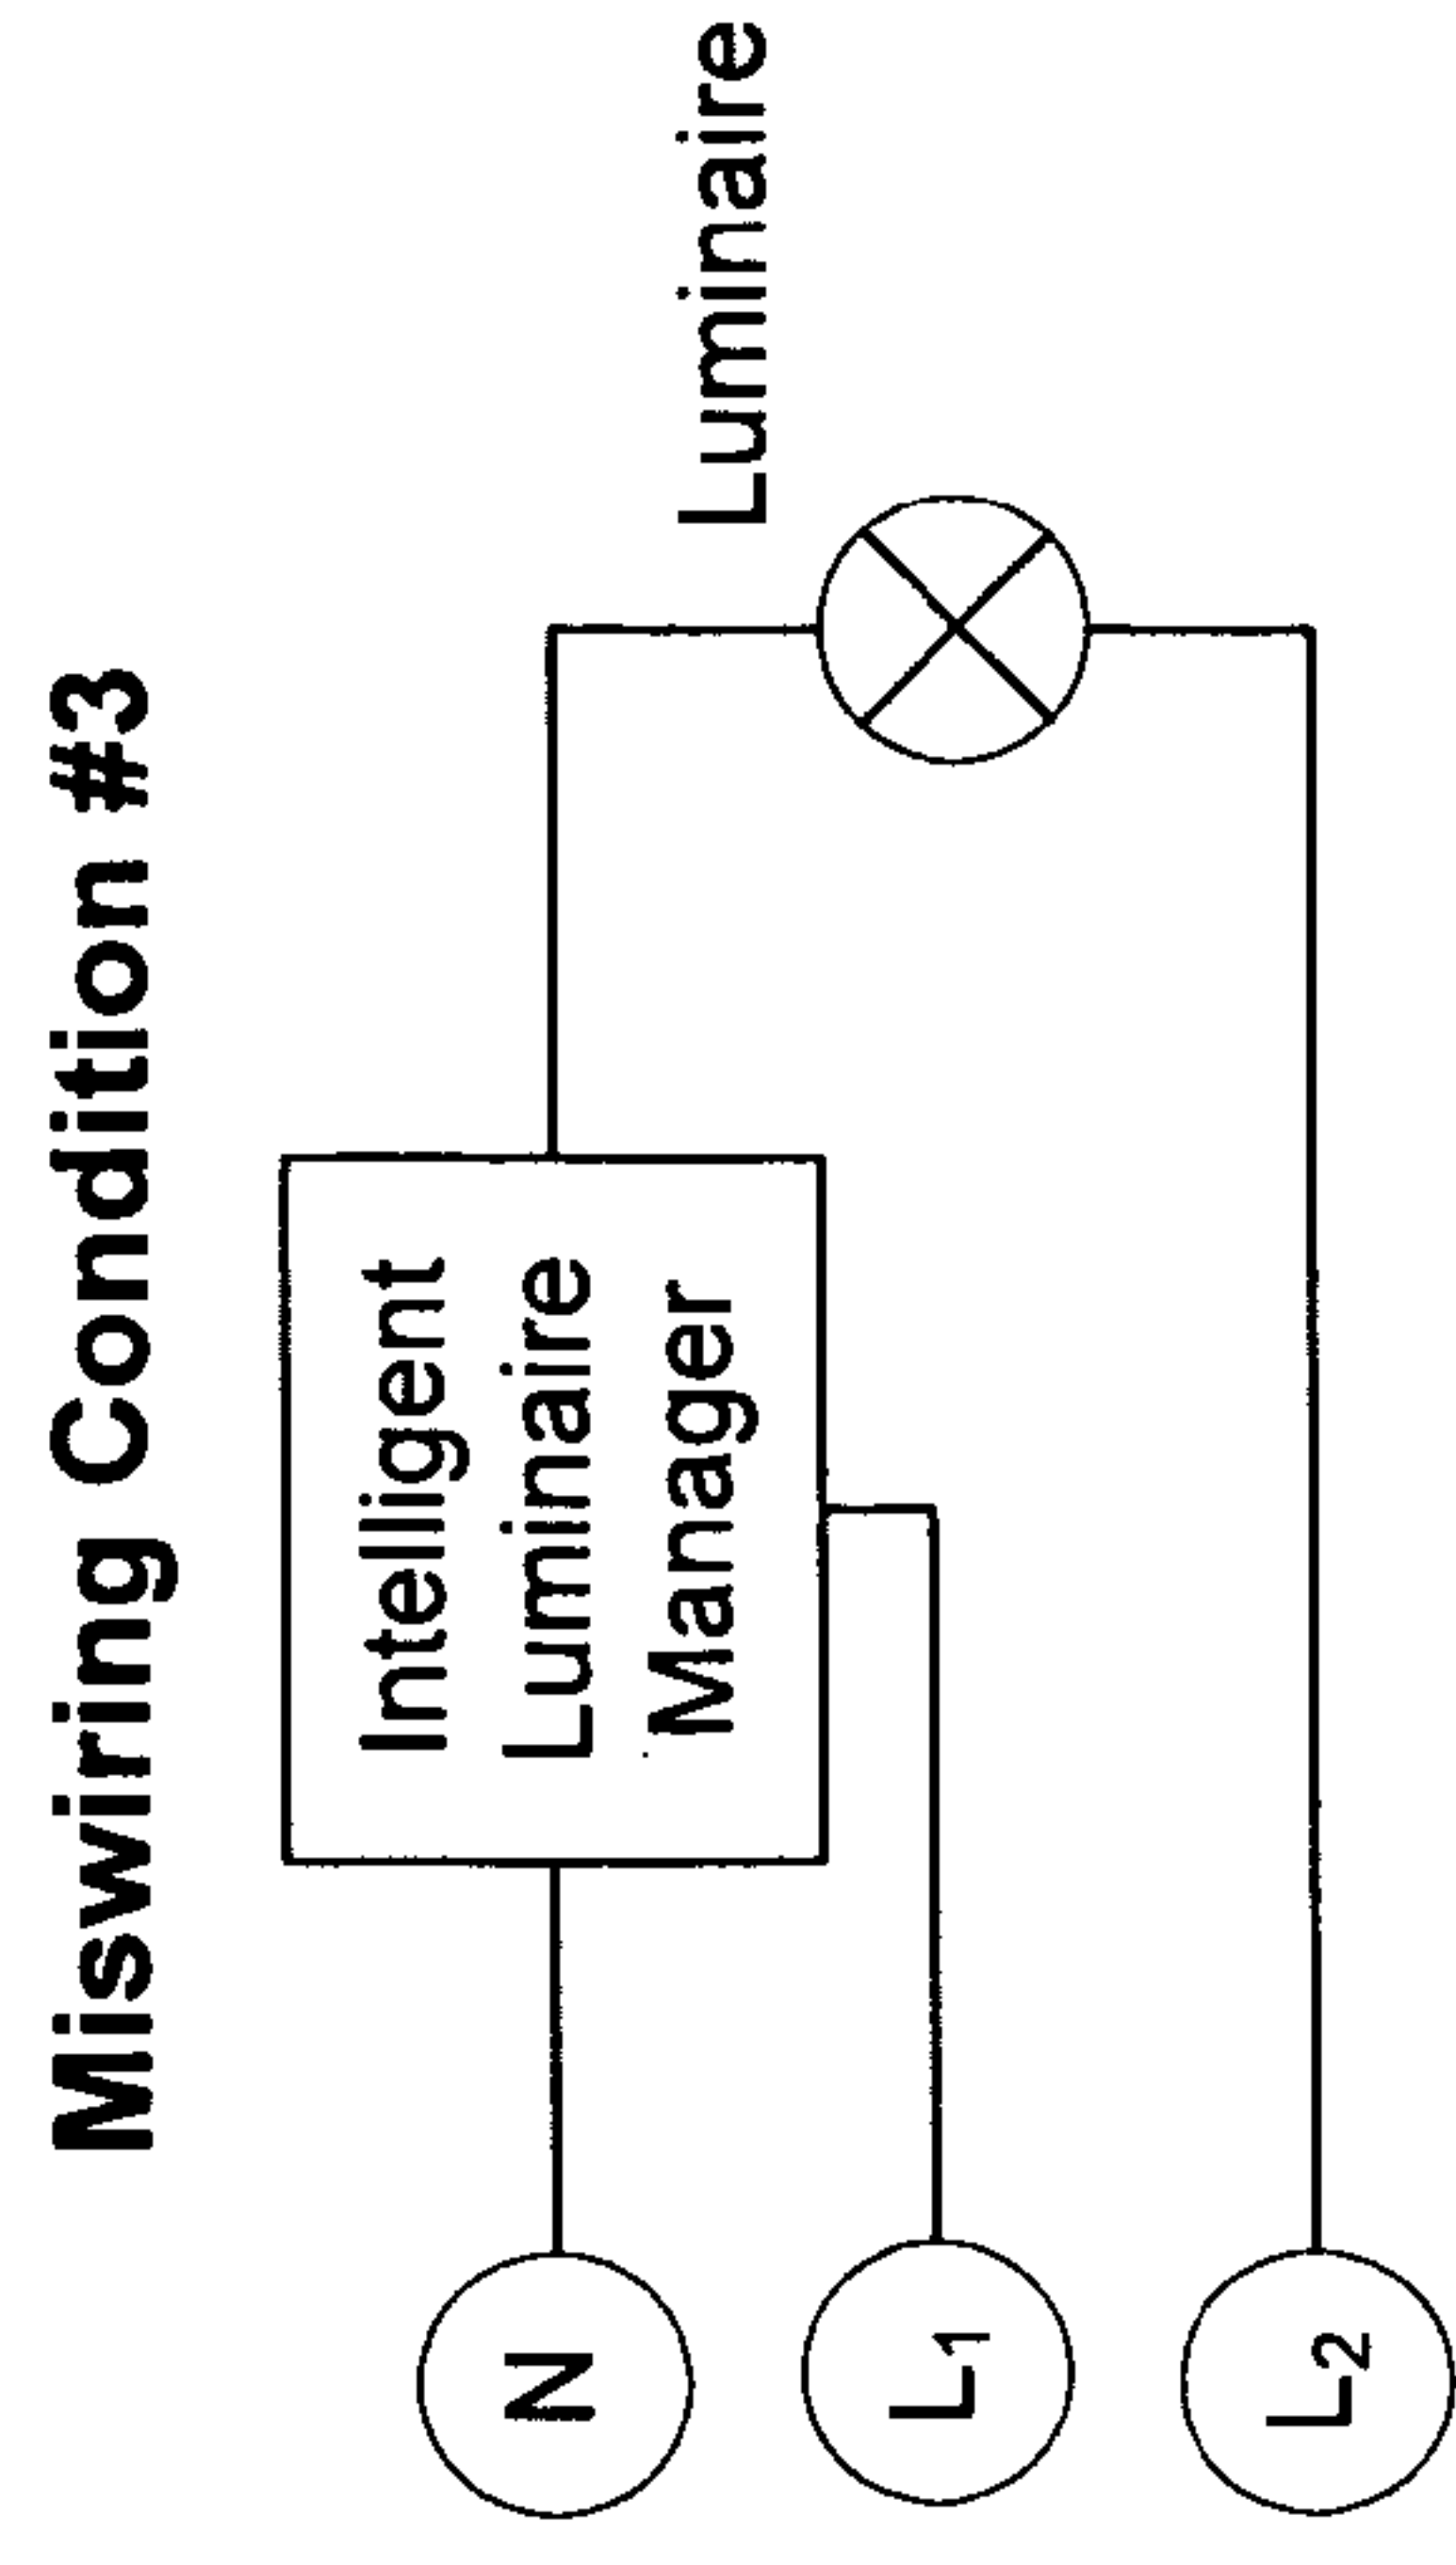 Miswiring Condition #3
Luminaire
Intelligent
Luminaire
Manager
N
L1
L2